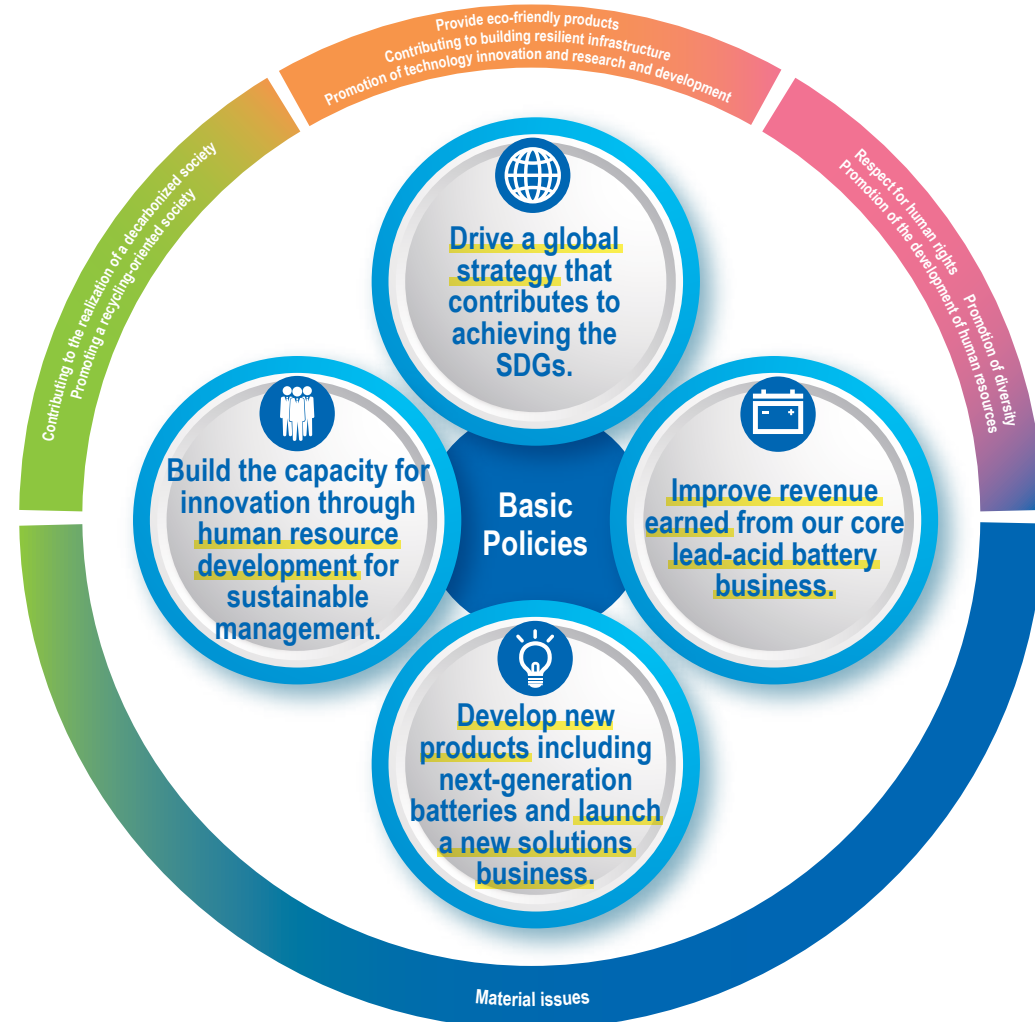 Provide eco-friendly products
Contributing to building resilient infrastructure
Promotion of technology innovation and research and development
Contributing to the realization of a decarbonized society
Promoting a recycling-oriented society
Respect for human rights
Promotion of diversity
Promotion of the development of human resources
Drive a global
strategy that
contributes to
achieving the
SDGs.
Build the capacity for
innovation through
human resource
development for
sustainable
management.
Basic
Policies
Improve revenue
earned from our core
lead-acid battery
business.
Develop new
products including
next-generation
batteries and launch
a new solutions
business.
Material issues